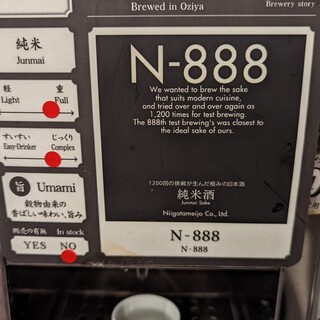 Brewed in Oziya
Brewery story
純米
Junmai
軽 重
Light Full
すいすい じっくり
Easy-Drinker Complex
旨 Umami
穀物由来の
香ばしい味わい、旨み
販売の有無 In stock
YES NO
N-888
We wanted to brew the sake
that suits modern cuisine,
and tried over and over again as
1,200 times for test brewing.
The 888th test brewing's was closest to
the ideal sake of ours.
1200回の挑戦が生んだ極みの日本酒
純米酒
Junmai Sake
Niigatameijo Co., Ltd.
N-888
N-888